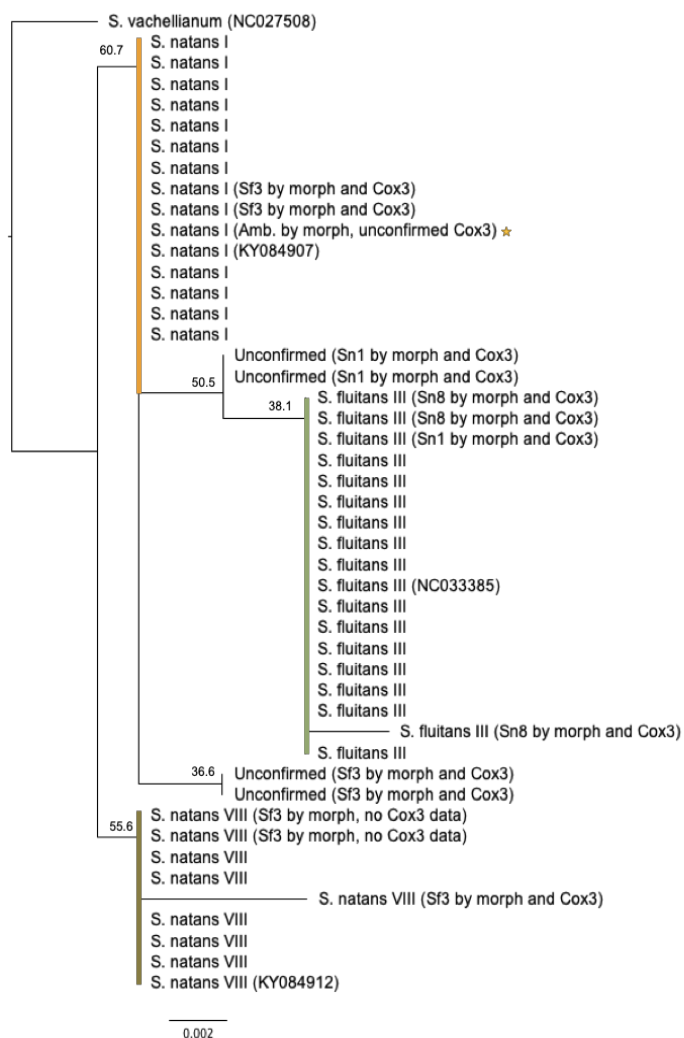 S. vachellianum (NC027508)
S. natans I
60.7
S. natans I
S. natans I
S. natans I
S. natans I
S. natans I
S. natans I
S. natans I (Sf3 by morph and Cox3)
S. natans I (Sf3 by morph and Cox3)
S. natans I (Amb. by morph, unconfirmed Cox3)
S. natans I (KY084907)
S. natans I
S. natans I
S. natans I
S. natans I
Unconfirmed (Sn1 by morph and Cox3)
Unconfirmed (Sn1 by morph and Cox3)
50.5
S. fluitans III (Sn8 by morph and Cox3)
38.1
S. fluitans III (Sn8 by morph and Cox3)
S. fluitans III (Sn1 by morph and Cox3)
S. fluitans III
S. fluitans III
S. fluitans III
S. fluitans III
S. fluitans III
S. fluitans III
S. fluitans III (NC033385)
S. fluitans III
S. fluitans III
S. fluitans III
S. fluitans III
S. fluitans III
S. fluitans III
S. fluitans III (Sn8 by morph and Cox3)
S. fluitans III
36.6
Unconfirmed (Sf3 by morph and Cox3)
Unconfirmed (Sf3 by morph and Cox3)
S. natans VIII (Sf3 by morph, no Cox3 data)
55.6
S. natans VIII (Sf3 by morph, no Cox3 data)
S. natans VIII
S. natans VIII
S. natans VIII (Sf3 by morph and Cox3)
S. natans VIII
S. natans VIII
S. natans VIII
S. natans VIII (KY084912)
0.002